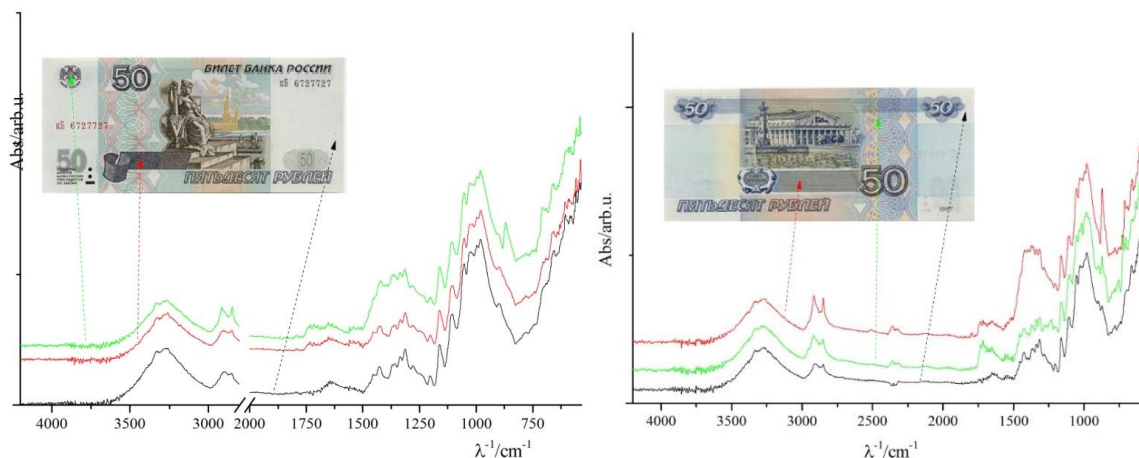 50
БИЛЕТ БАНКА РОССИИ
кБ 6727727
кБ 6727727
50
50
ПЯТЬДЕСЯТ РУБЛЕЙ
Abs/arb.u.
4000 3500 3000 2500 2000 1500 1250 1000 750
λ⁻¹/cm⁻¹
50
50
50
ПЯТЬДЕСЯТ РУБЛЕЙ
Abs/arb.u.
4000 3500 3000 2500 2000 1500 1000
λ⁻¹/cm⁻¹